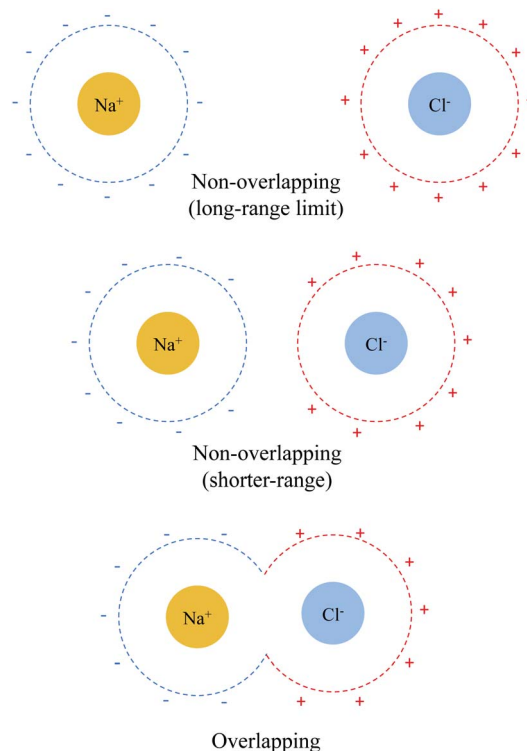 Na⁺ Cl⁻
Non-overlapping
(long-range limit)
Na⁺ Cl⁻
Non-overlapping
(shorter-range)
Na⁺ Cl⁻
Overlapping